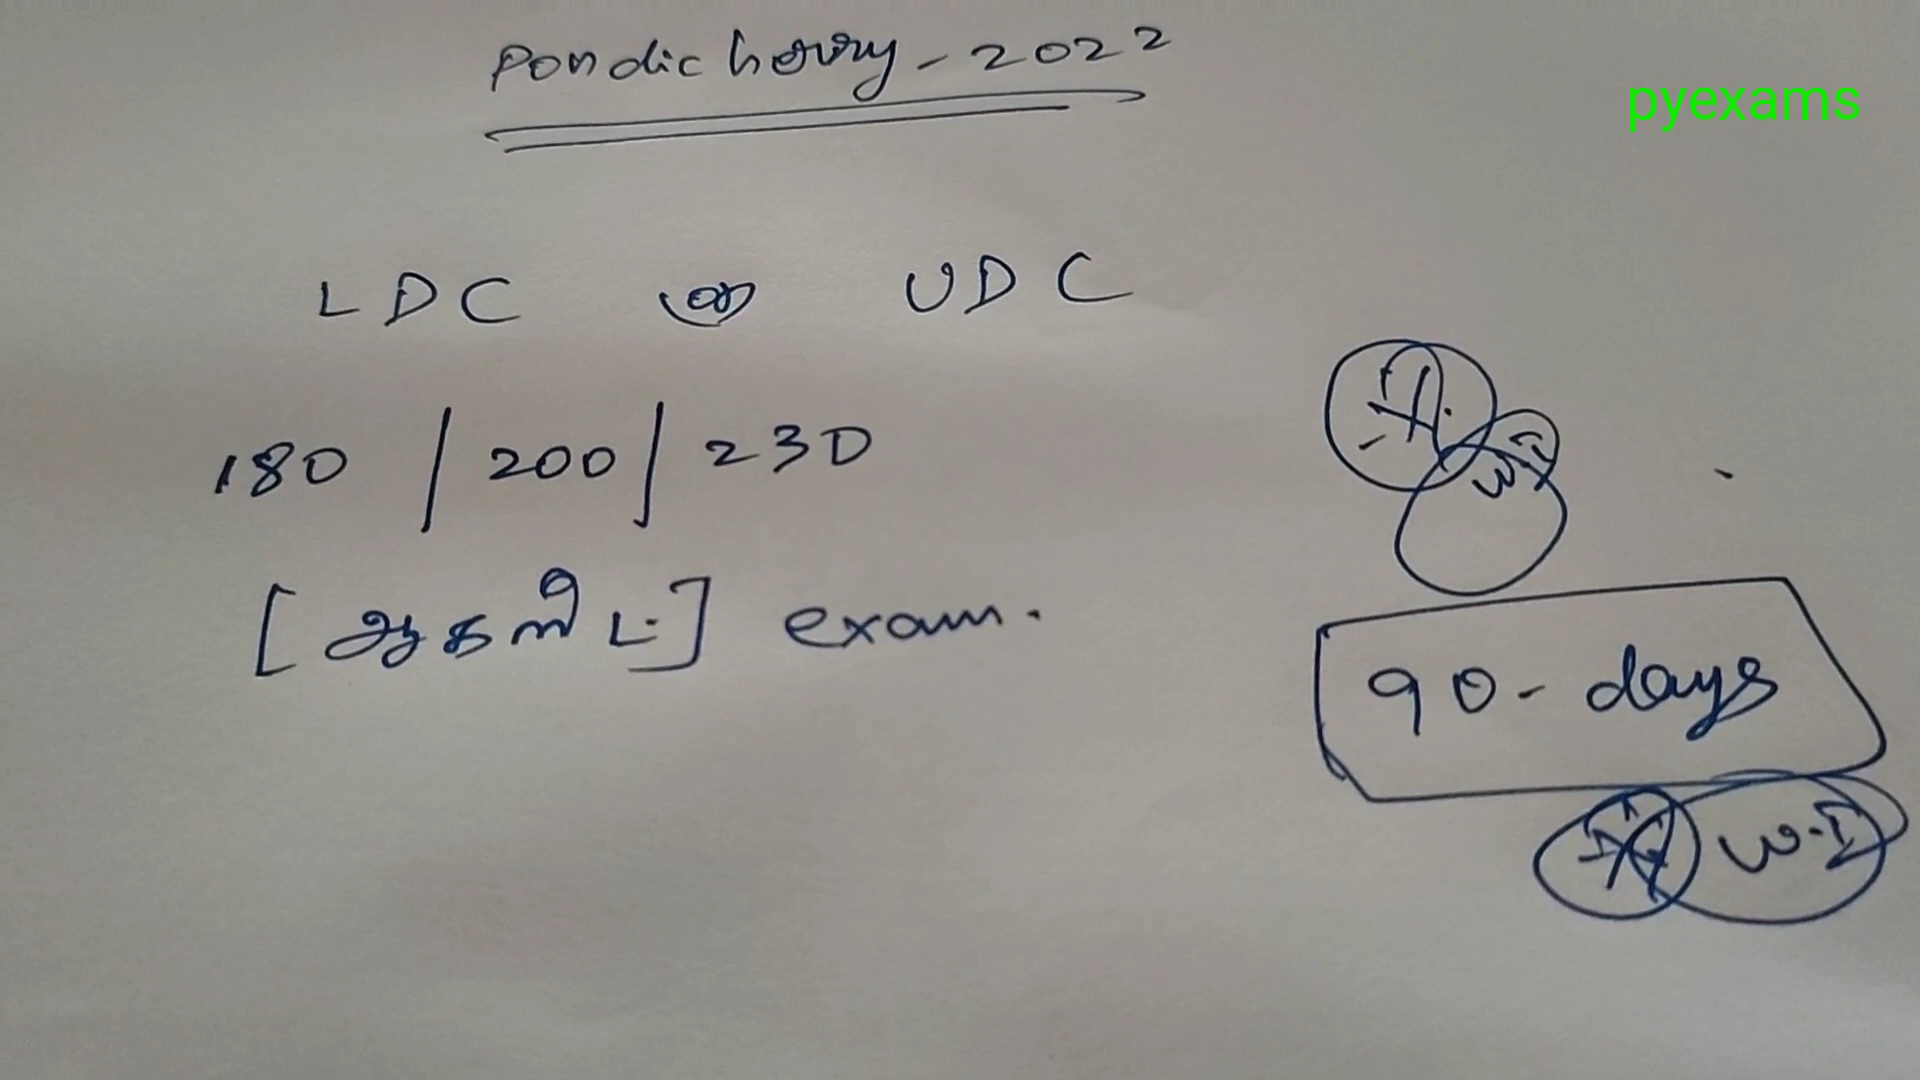 Pondicherry - 2022
pyexams
LDC ஐ UDC
180 / 200 / 230
[ஆகஸ்ட்] exam.
90 - days
W.I